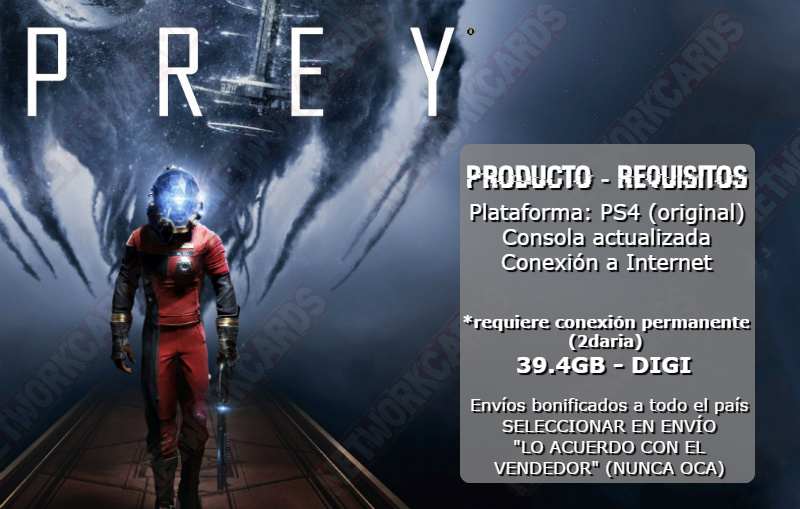 PREY
PRODUCTO - REQUISITOS
Plataforma: PS4 (original)
Consola actualizada
Conexión a Internet
*requiere conexión permanente
(2daria)
39.4GB - DIGI
Envíos bonificados a todo el país
SELECCIONAR EN ENVÍO
"LO ACUERDO CON EL
VENDEDOR" (NUNCA OCA)
NETWORKCARDS